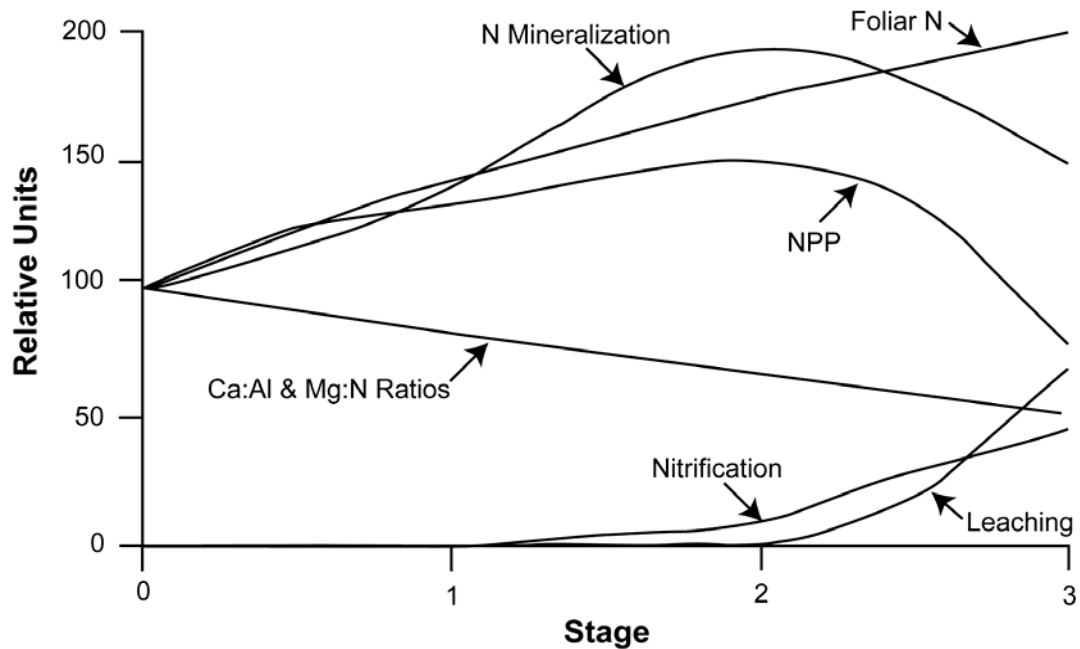 200
Foliar N
N Mineralization
150
NPP
Relative Units
100
Ca:Al & Mg:N Ratios
50
Nitrification
Leaching
0
0
1
2
3
Stage